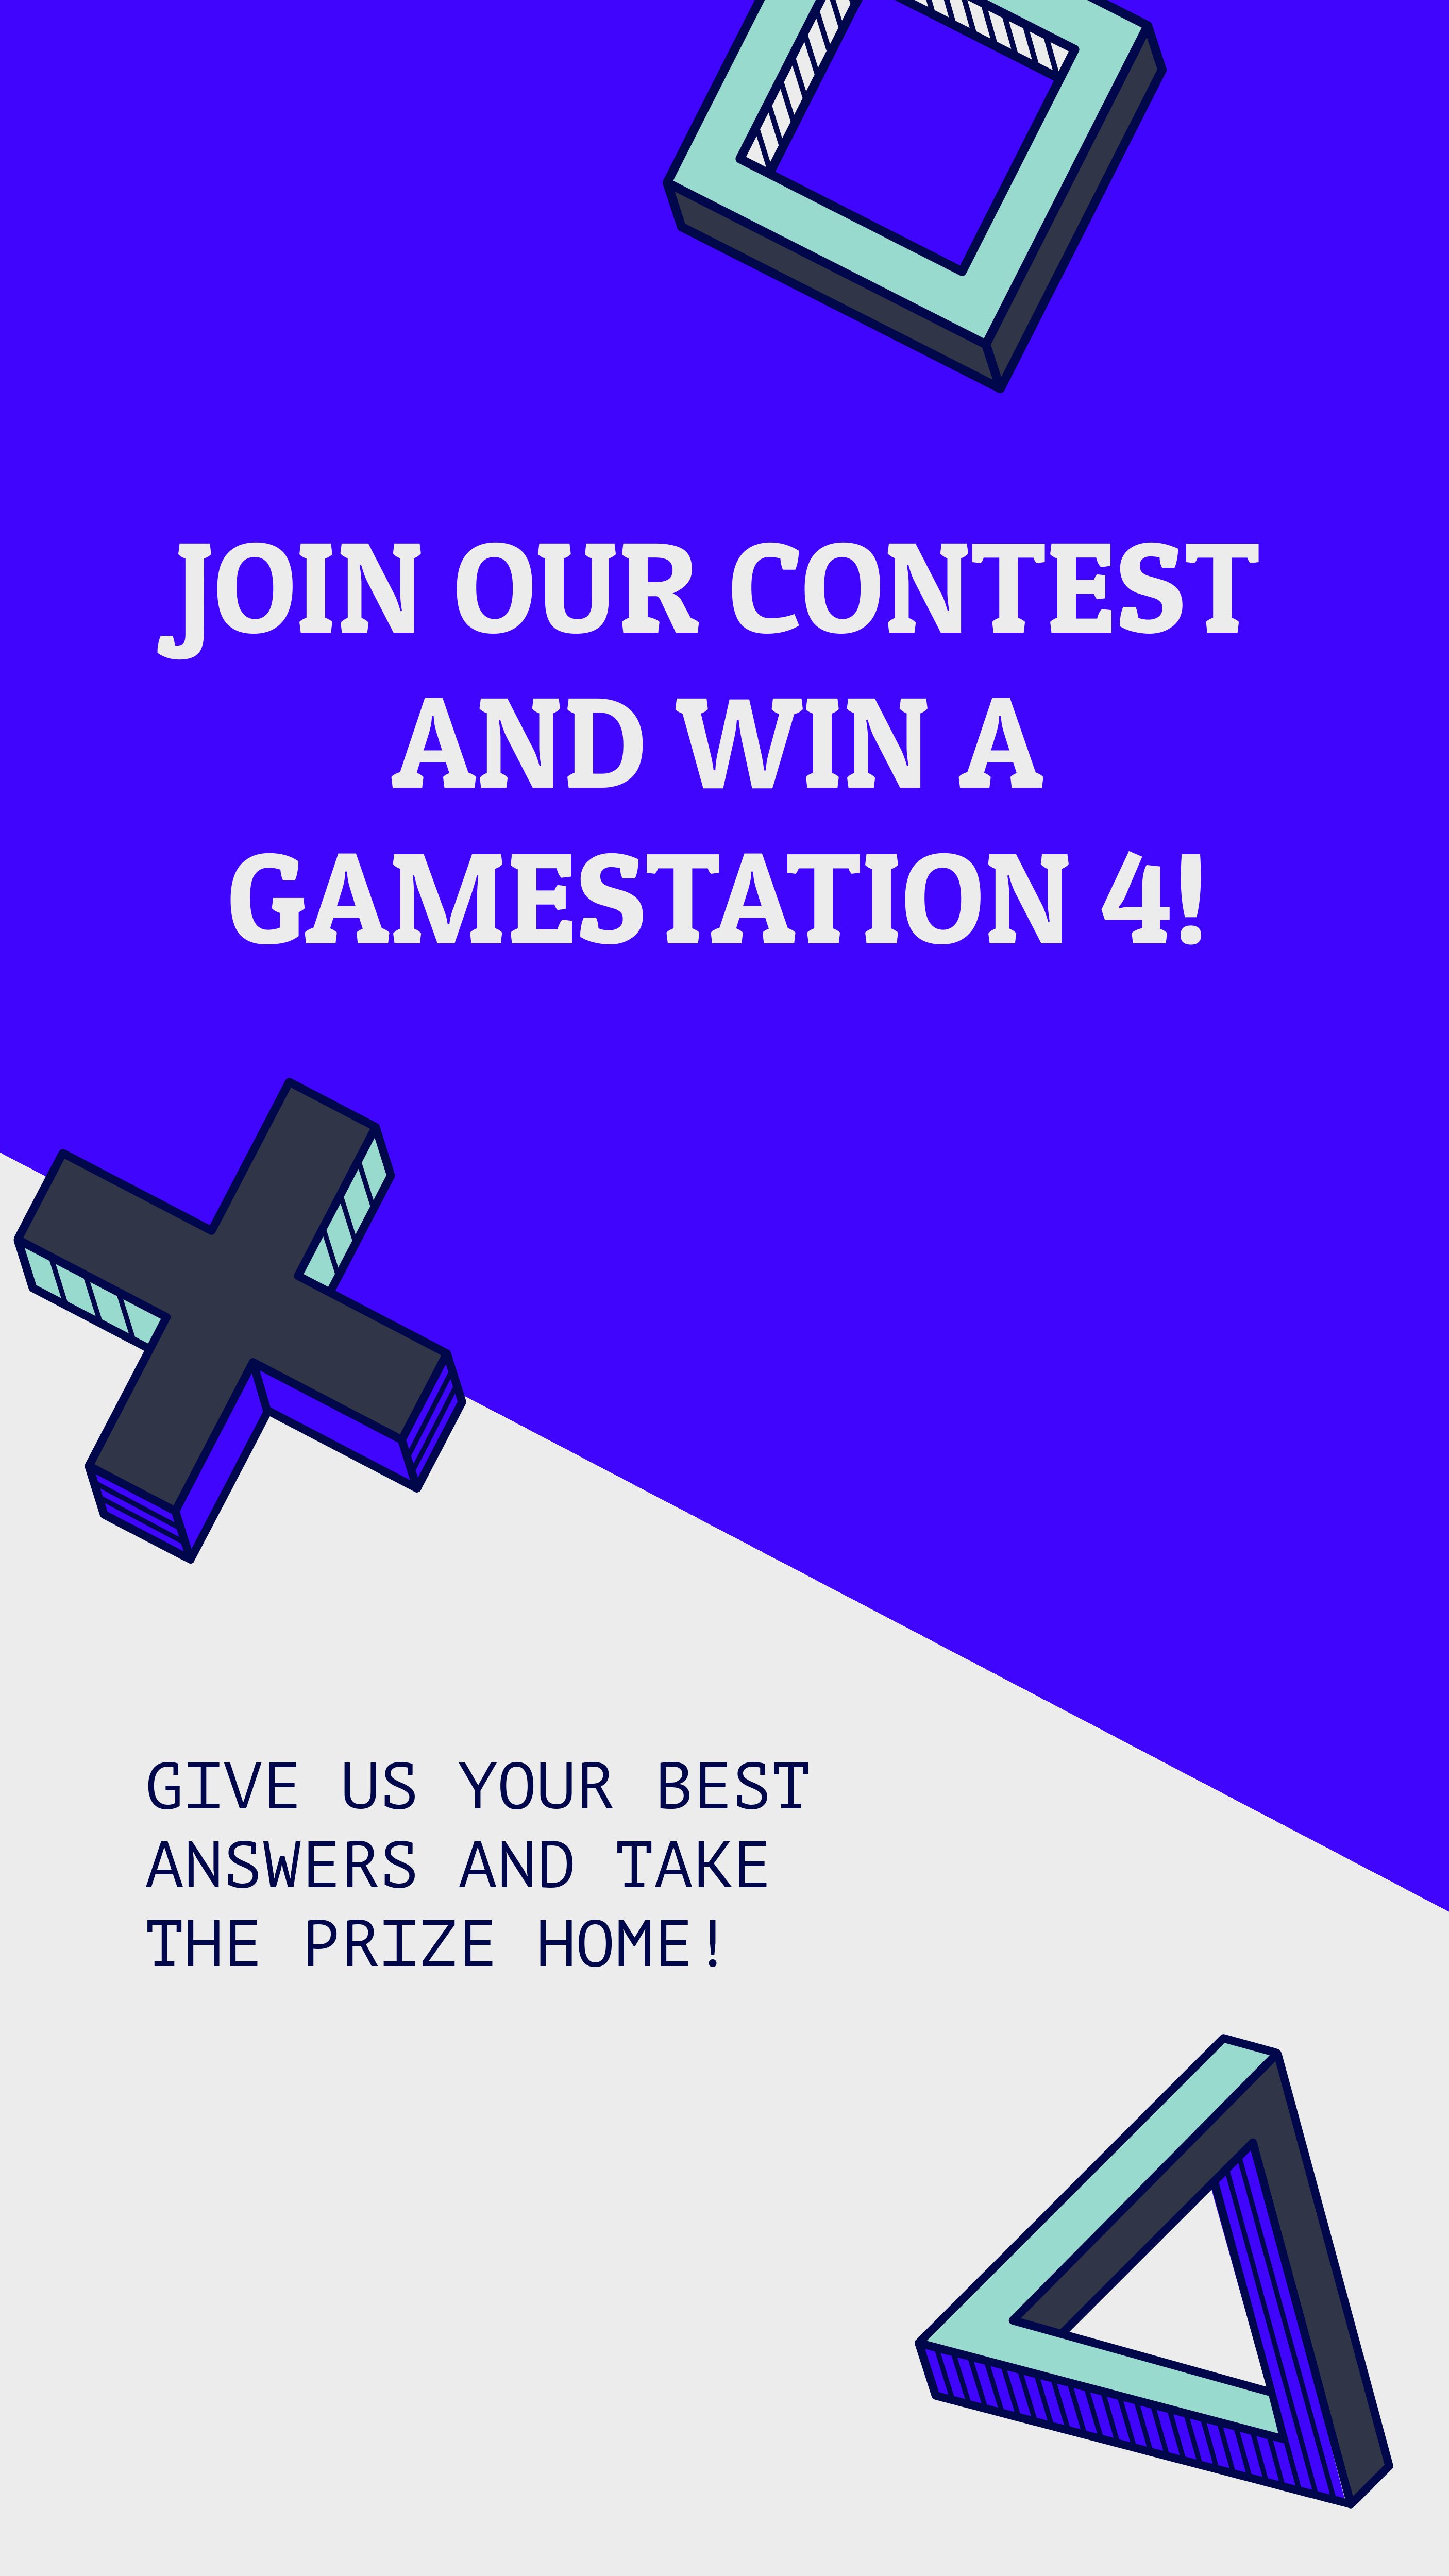 JOIN OUR CONTEST
AND WIN A
GAMESTATION 4!
GIVE US YOUR BEST
ANSWERS AND TAKE
THE PRIZE HOME!